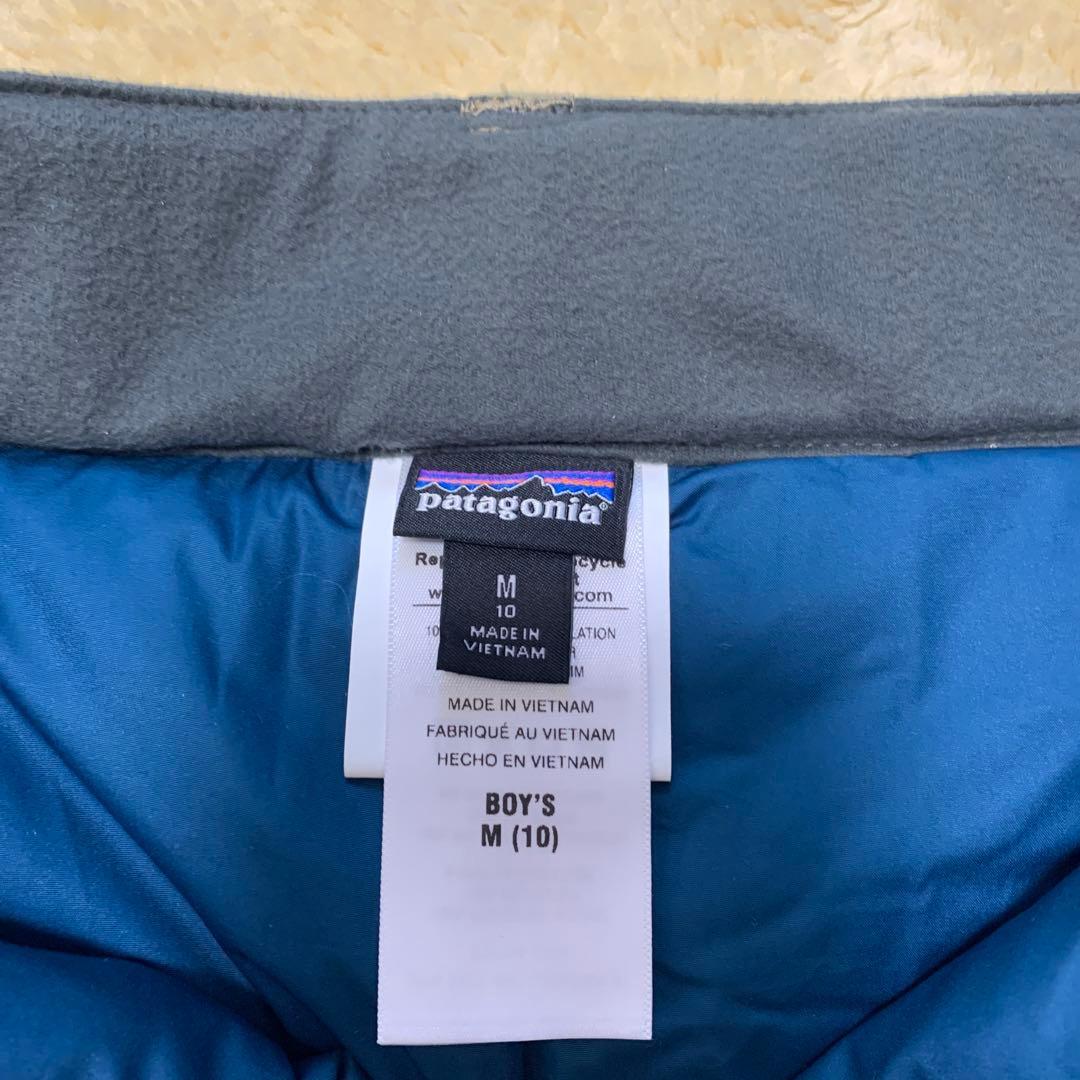 patagonia®
M
10
MADE IN
VIETNAM
com
MADE IN VIETNAM
FABRIQUÉ AU VIETNAM
HECHO EN VIETNAM
BOY'S
M (10)